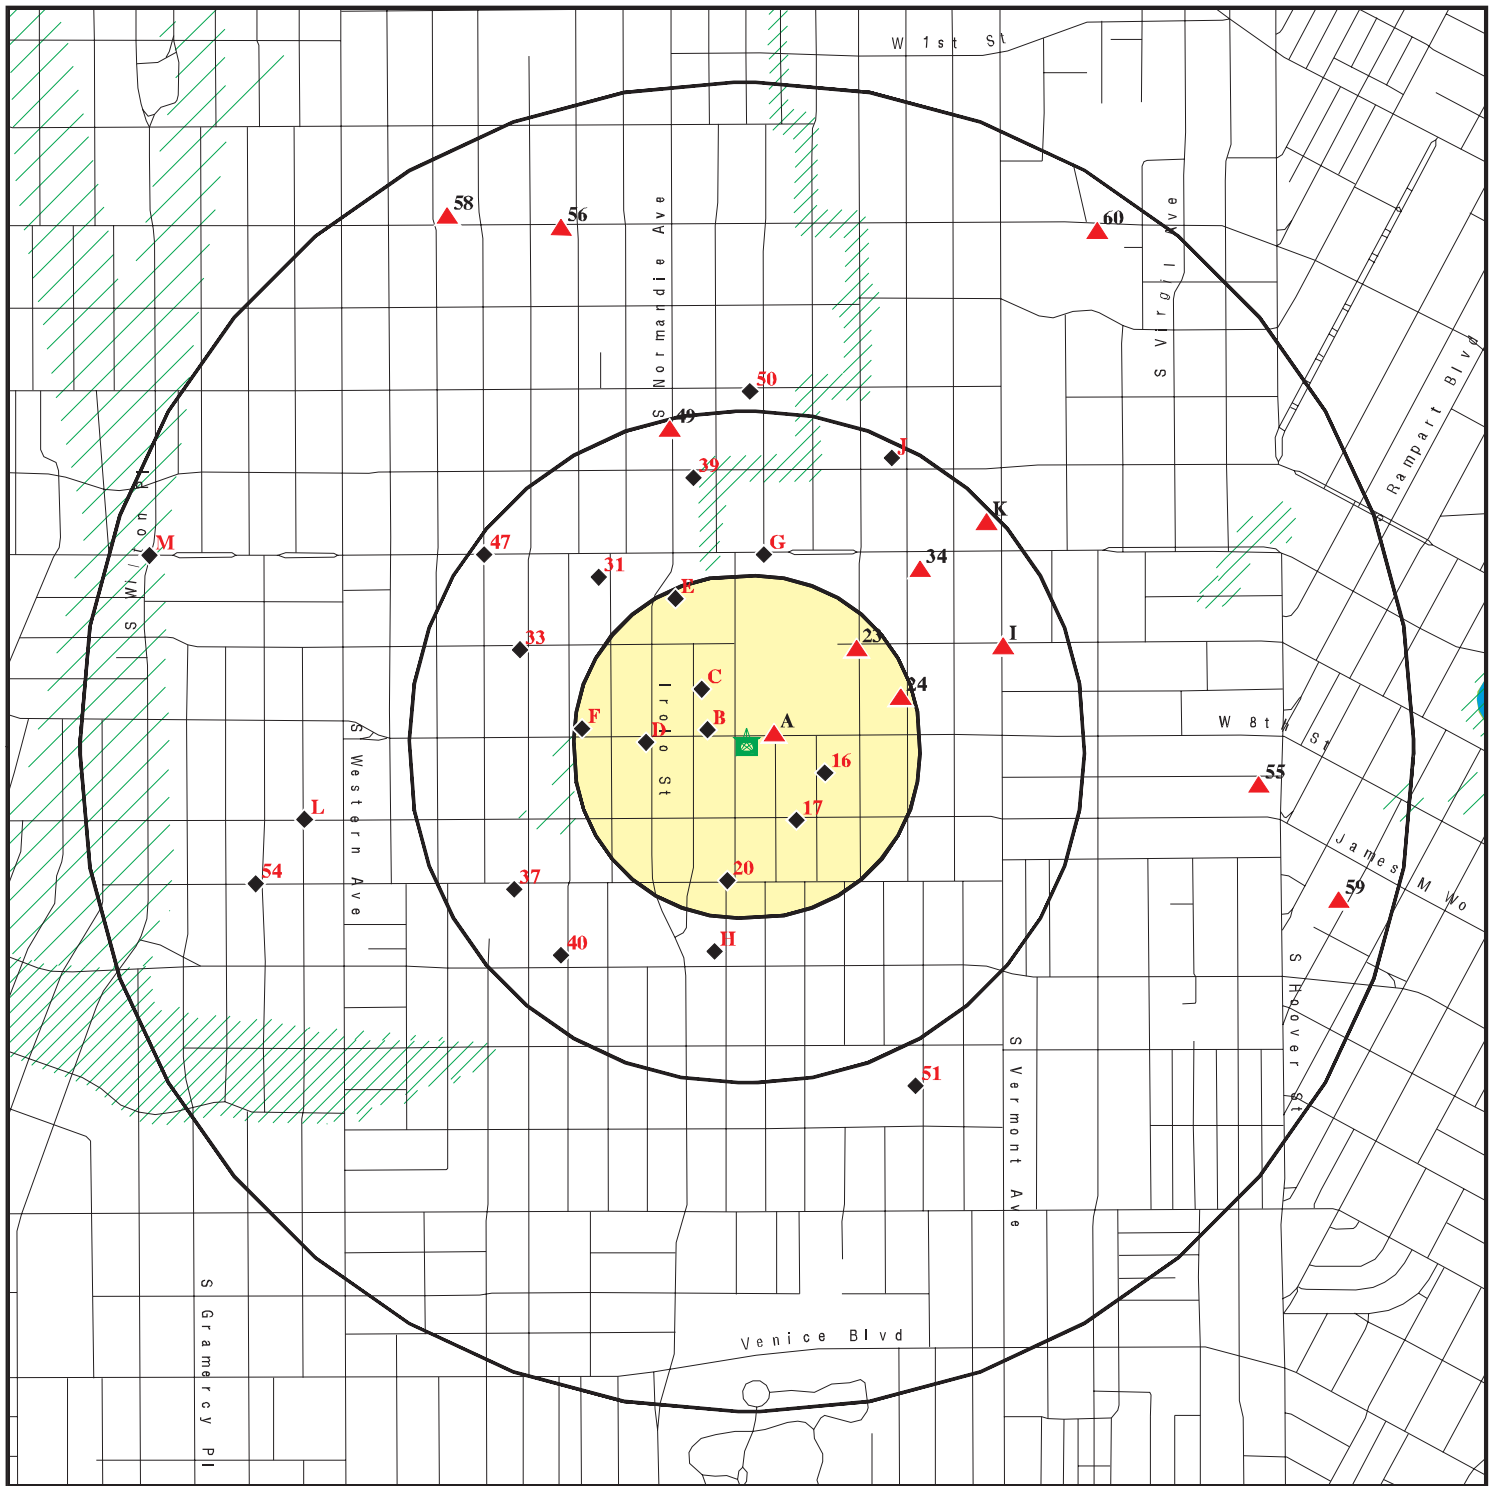 W 1st St
58
56
S Normandie Ave
60
S Virgil Ave
S Rampart Blvd
50
49
39
J
K
S Wilton Pl
M
47
31
G
34
E
33
23
I
C
24
Irolo St
F
D
B
A
W 8th St
S Western Ave
16
55
L
17
James M Wo
54
37
20
59
40
H
S Hoover St
51
S Vermont Ave
S Gramercy Pl
Venice Blvd